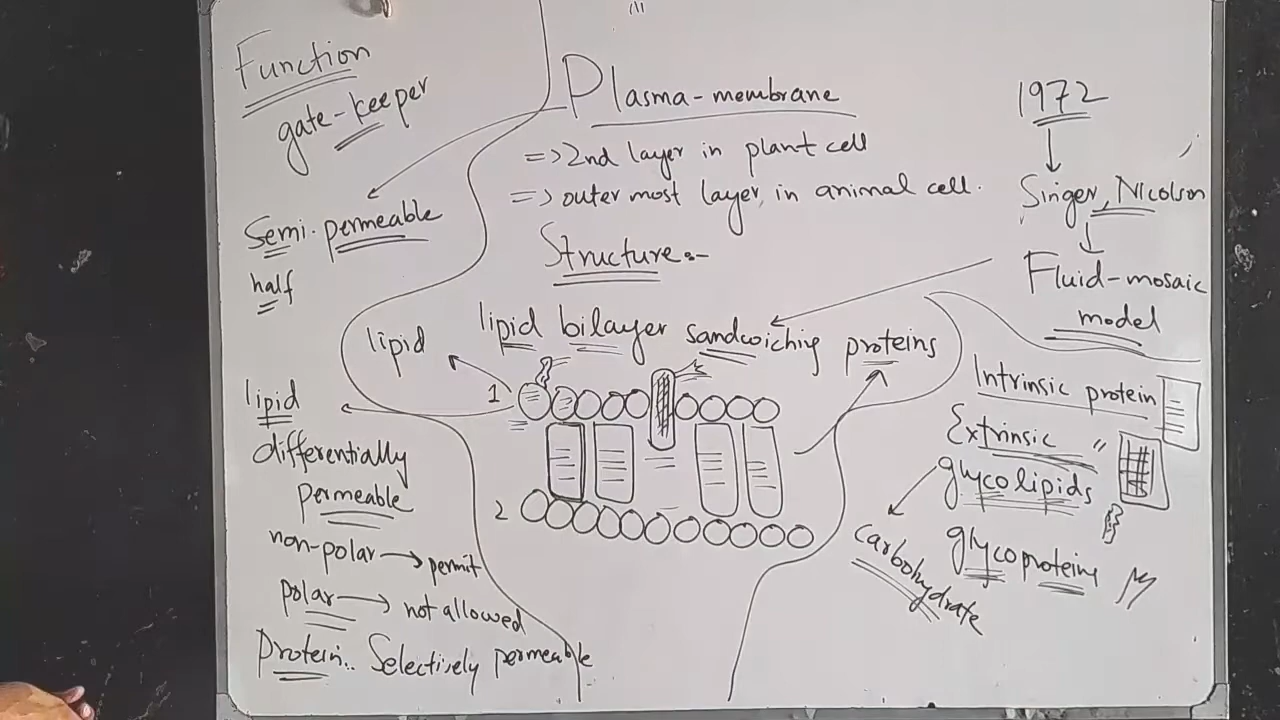 Function
gate-keeper
Semi-permeable
half
lipid
differentially
permeable
non-polar → permit
polar → not allowed
Protein.. Selectively permeable
Plasma-membrane
=> 2nd layer in plant cell
=> outer most layer, in animal cell.
Structure:-
lipid bilayer sandwiching proteins
lipid
1
2
1972
Singer, Nicolson
Fluid-mosaic
model
Intrinsic protein
Extrinsic "
glycolipids
glycoproteins
carbohydrate